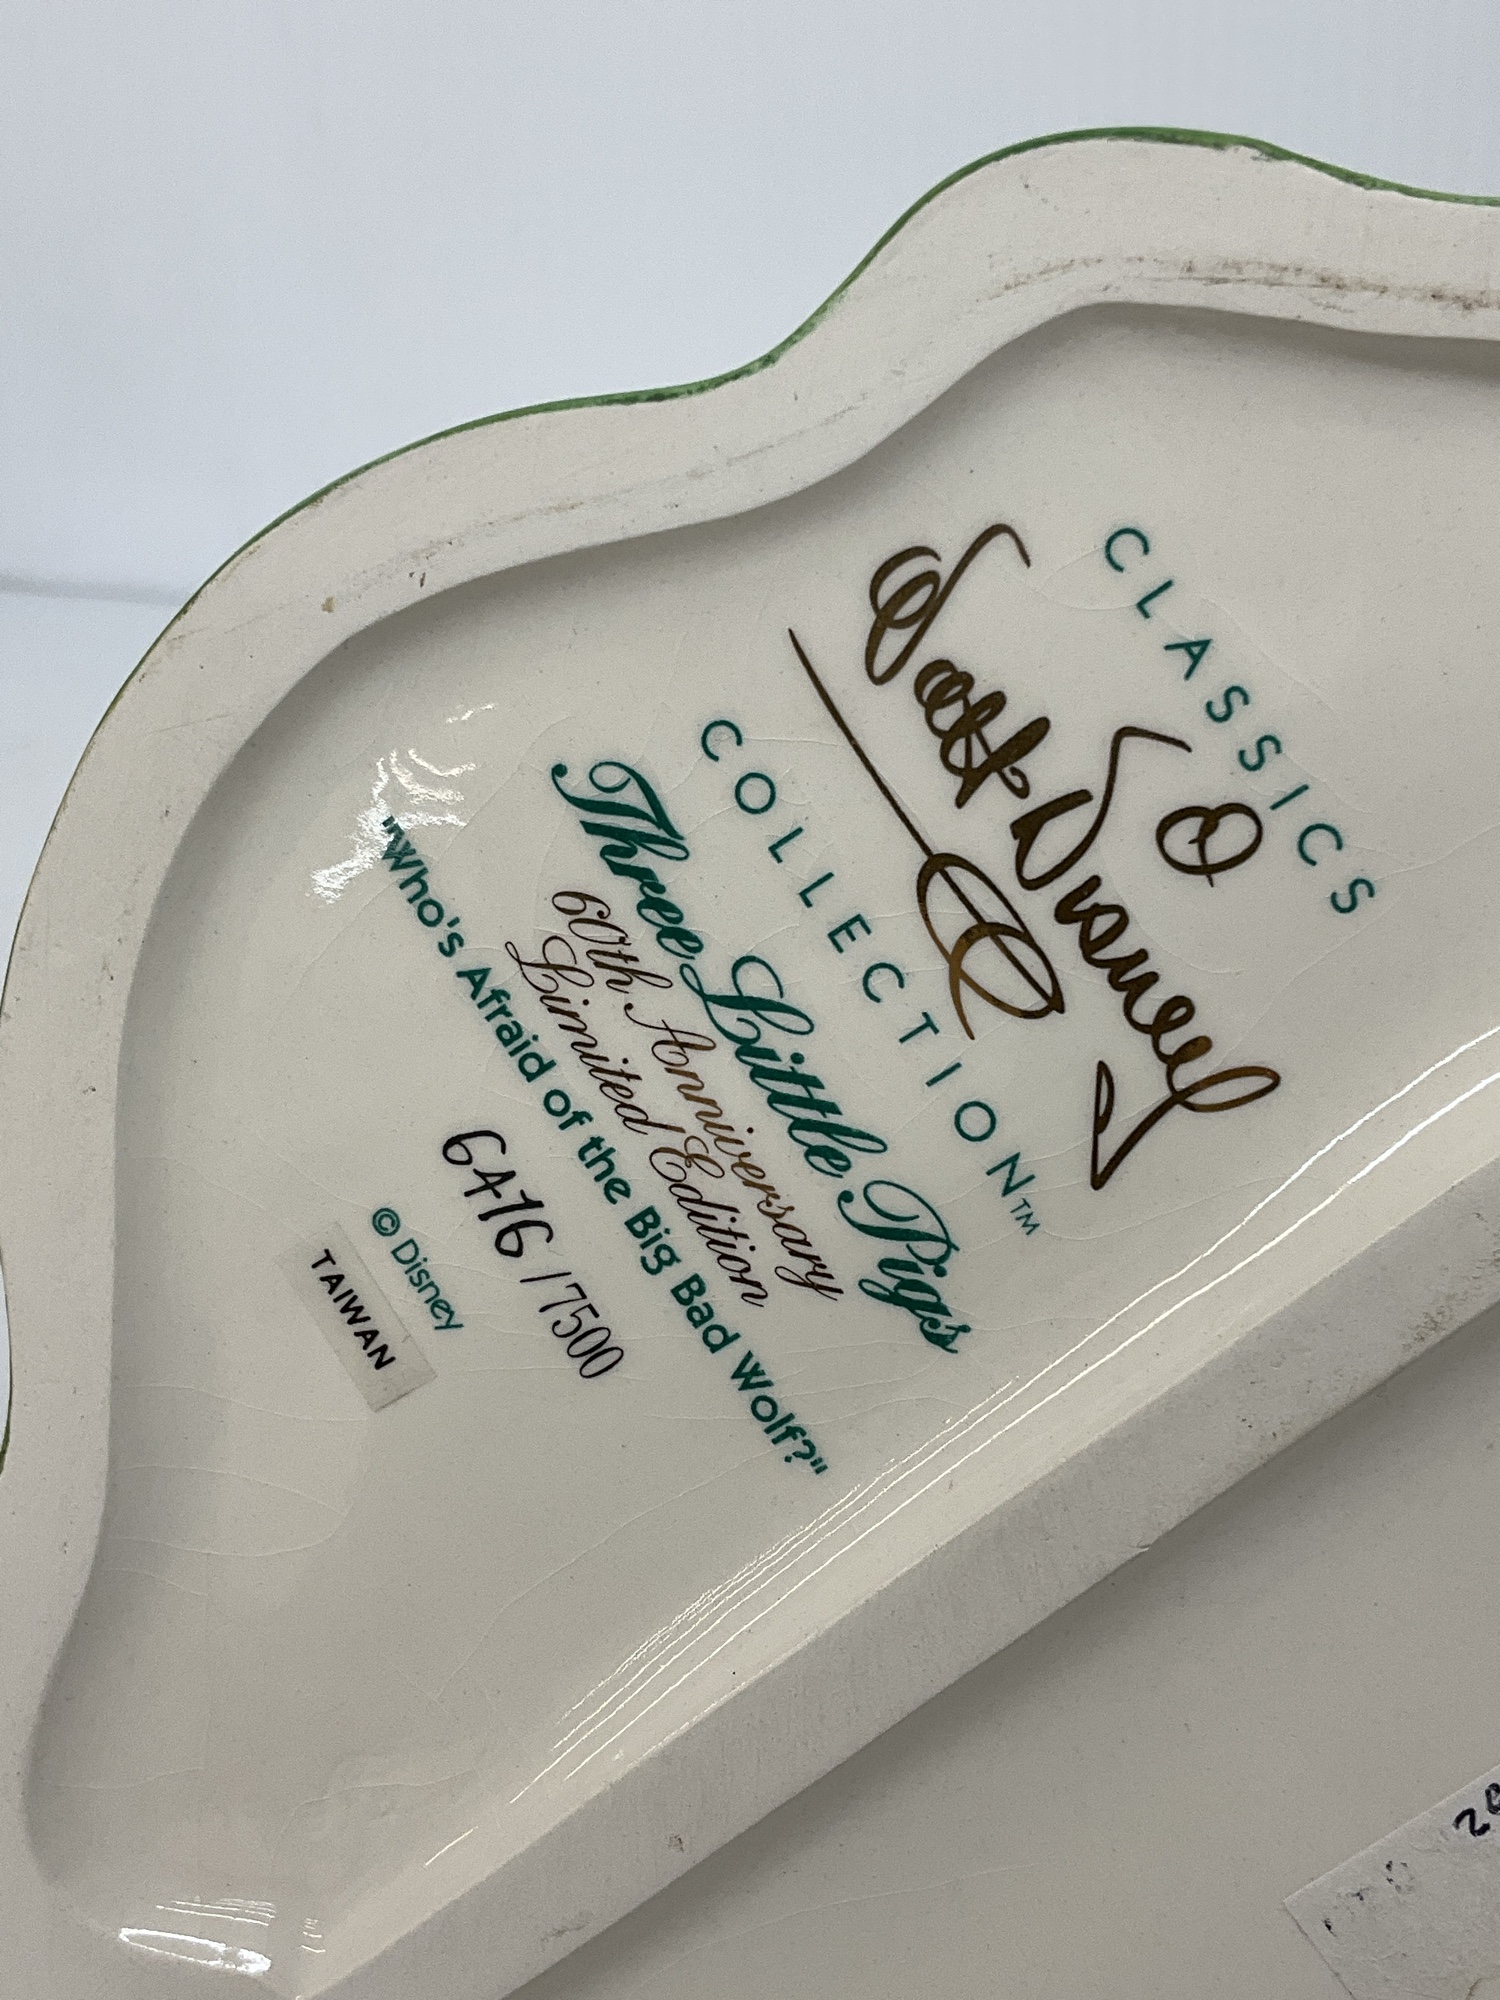 CLASSICS
Walt Disney
COLLECTION™
Three Little Pigs
60th Anniversary
Limited Edition
"Who's Afraid of the Big Bad Wolf?"
6416/7500
© Disney
TAIWAN